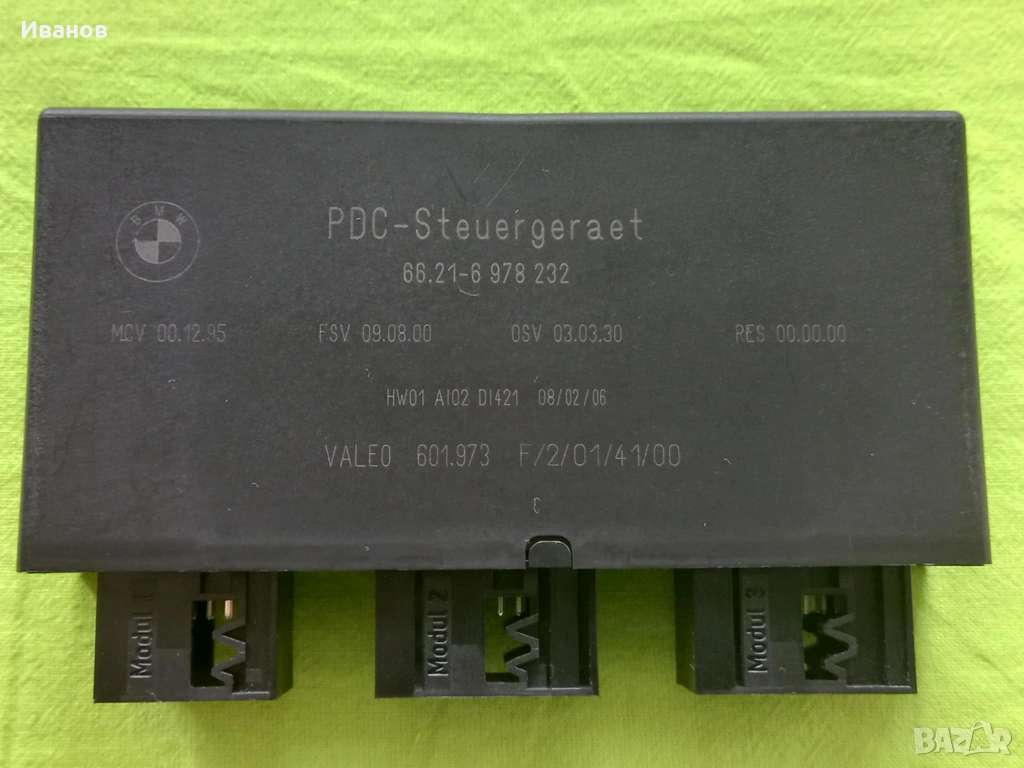 Иванов
BMW
PDC-Steuergeraet
66.21-6 978 232
MCV 00.12.95 FSV 09.08.00 OSV 03.03.30 RES 00.00.00
HW01 AI02 DI421 08/02/06
VALEO 601.973 F/2/01/41/00
Modul 1 Modul 2 Modul 3
BAZAR